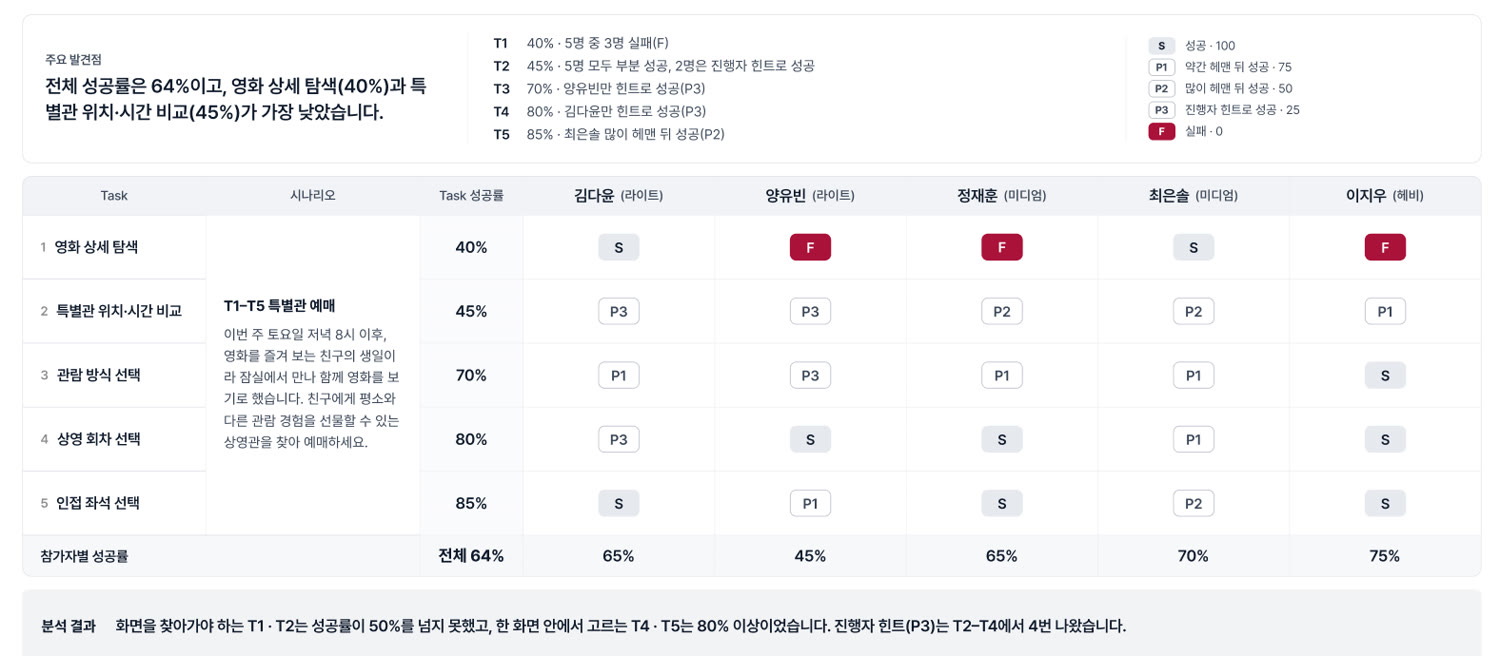 주요 발견점
전체 성공률은 64%이고, 영화 상세 탐색(40%)과 특
별관 위치·시간 비교(45%)가 가장 낮았습니다.
T1 40% · 5명 중 3명 실패(F)
T2 45% · 5명 모두 부분 성공, 2명은 진행자 힌트로 성공
T3 70% · 양유빈만 힌트로 성공(P3)
T4 80% · 김다윤만 힌트로 성공(P3)
T5 85% · 최은솔 많이 헤맨 뒤 성공(P2)
S 성공 · 100
P1 약간 헤맨 뒤 성공 · 75
P2 많이 헤맨 뒤 성공 · 50
P3 진행자 힌트로 성공 · 25
F 실패 · 0
Task 시나리오 Task 성공률 김다윤 (라이트) 양유빈 (라이트) 정재훈 (미디엄) 최은솔 (미디엄) 이지우 (헤비)
1 영화 상세 탐색 40% S F F S F
2 특별관 위치·시간 비교 45% P3 P3 P2 P2 P1
T1–T5 특별관 예매
이번 주 토요일 저녁 8시 이후,
영화를 즐겨 보는 친구의 생일이
라 잠실에서 만나 함께 영화를 보
기로 했습니다. 친구에게 평소와
다른 관람 경험을 선물할 수 있는
상영관을 찾아 예매하세요.
3 관람 방식 선택 70% P1 P3 P1 P1 S
4 상영 회차 선택 80% P3 S S P1 S
5 인접 좌석 선택 85% S P1 S P2 S
참가자별 성공률 전체 64% 65% 45% 65% 70% 75%
분석 결과 화면을 찾아가야 하는 T1 · T2는 성공률이 50%를 넘지 못했고, 한 화면 안에서 고르는 T4 · T5는 80% 이상이었습니다. 진행자 힌트(P3)는 T2–T4에서 4번 나왔습니다.